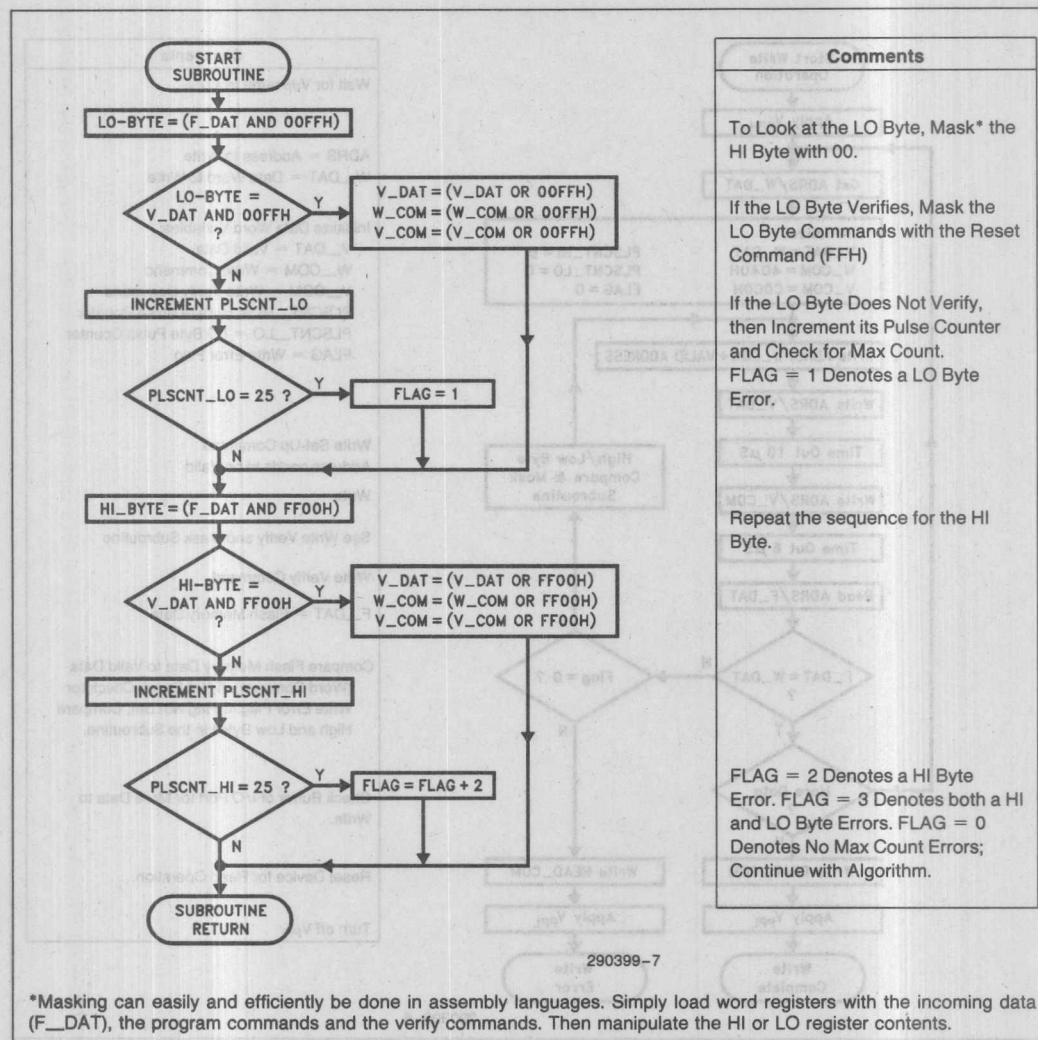 START
SUBROUTINE
LO-BYTE = (F_DAT AND 00FFH)
LO-BYTE =
V_DAT AND 00FFH
?
Y
V_DAT = (V_DAT OR 00FFH)
W_COM = (W_COM OR 00FFH)
V_COM = (V_COM OR 00FFH)
N
INCREMENT PLSCNT_LO
PLSCNT_LO = 25 ?
Y
FLAG = 1
N
HI_BYTE = (F_DAT AND FF00H)
HI-BYTE =
V_DAT AND FF00H
?
Y
V_DAT = (V_DAT OR FF00H)
W_COM = (W_COM OR FF00H)
V_COM = (V_COM OR FF00H)
N
INCREMENT PLSCNT_HI
PLSCNT_HI = 25 ?
Y
FLAG = FLAG + 2
N
SUBROUTINE
RETURN
290399-7
Comments
To Look at the LO Byte, Mask* the
HI Byte with 00.
If the LO Byte Verifies, Mask the
LO Byte Commands with the Reset
Command (FFH)
If the LO Byte Does Not Verify,
then Increment its Pulse Counter
and Check for Max Count.
FLAG = 1 Denotes a LO Byte
Error.
Repeat the sequence for the HI
Byte.
FLAG = 2 Denotes a HI Byte
Error. FLAG = 3 Denotes both a HI
and LO Byte Errors. FLAG = 0
Denotes No Max Count Errors;
Continue with Algorithm.
*Masking can easily and efficiently be done in assembly languages. Simply load word registers with the incoming data
(F__DAT), the program commands and the verify commands. Then manipulate the HI or LO register contents.